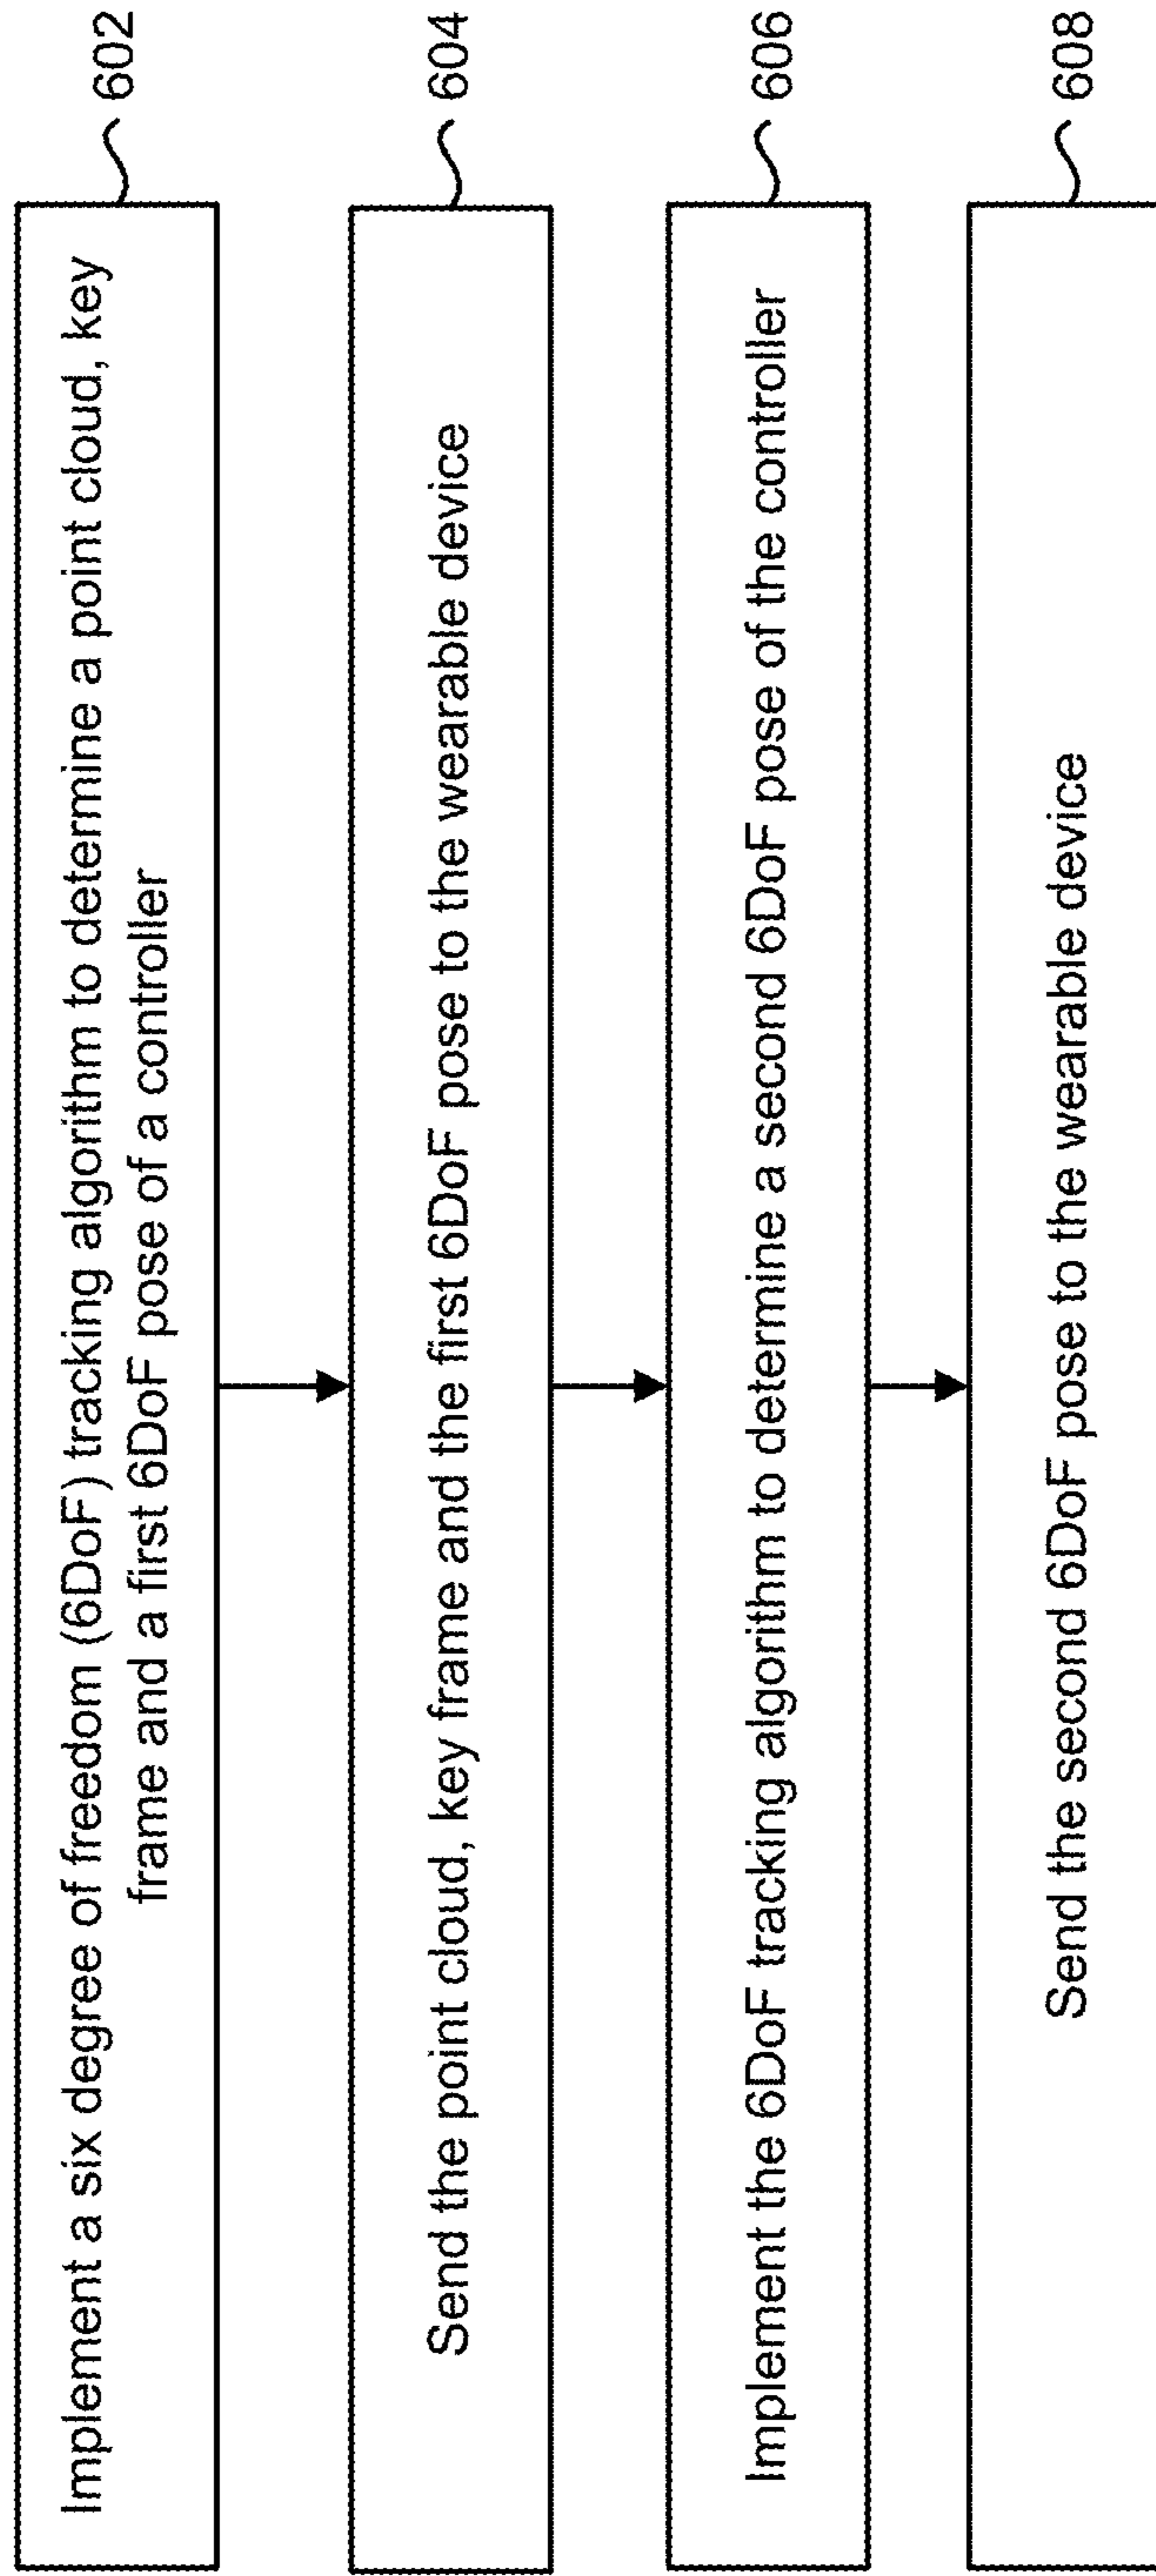 Implement a six degree of freedom (6DoF) tracking algorithm to determine a point cloud, key
frame and a first 6DoF pose of a controller
602
Send the point cloud, key frame and the first 6DoF pose to the wearable device
604
Implement the 6DoF tracking algorithm to determine a second 6DoF pose of the controller
606
Send the second 6DoF pose to the wearable device
608